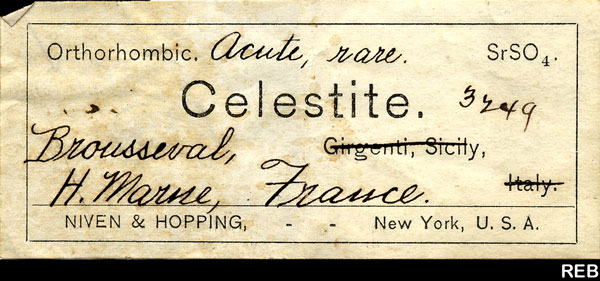 Orthorhombic. Acute, rare. SrSO4.
Celestite. 3249
Brousseval, Girgenti, Sicily,
H. Marne, France. Italy.
NIVEN & HOPPING, - - New York, U. S. A.
REB